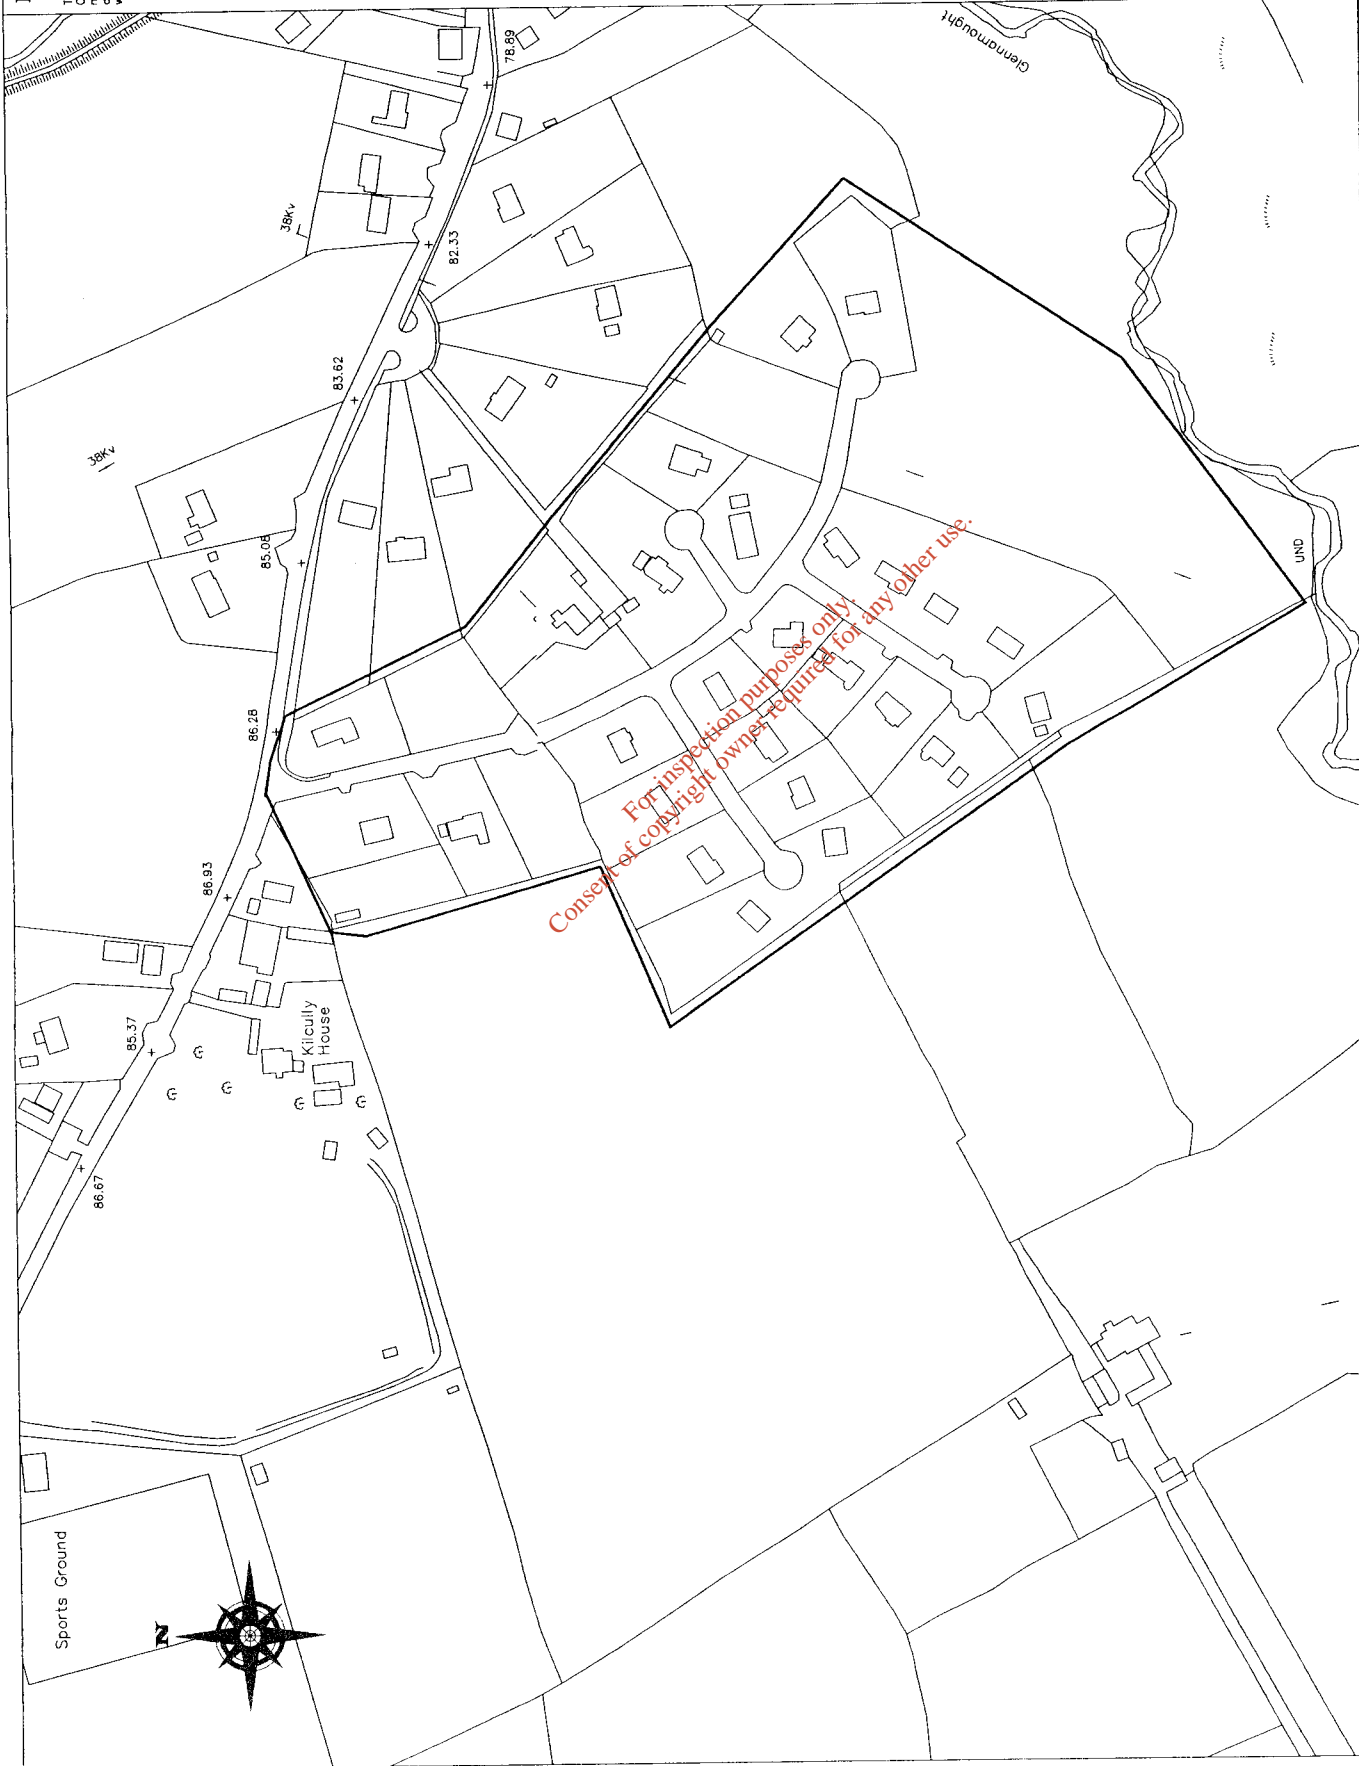 Glennamought
78.89
38Kv
82.33
83.62
38Kv
85.08
86.28
86.93
85.37
86.67
Kilcully
House
UND
Sports Ground
N
For inspection purposes only.
Consent of copyright owner required for any other use.